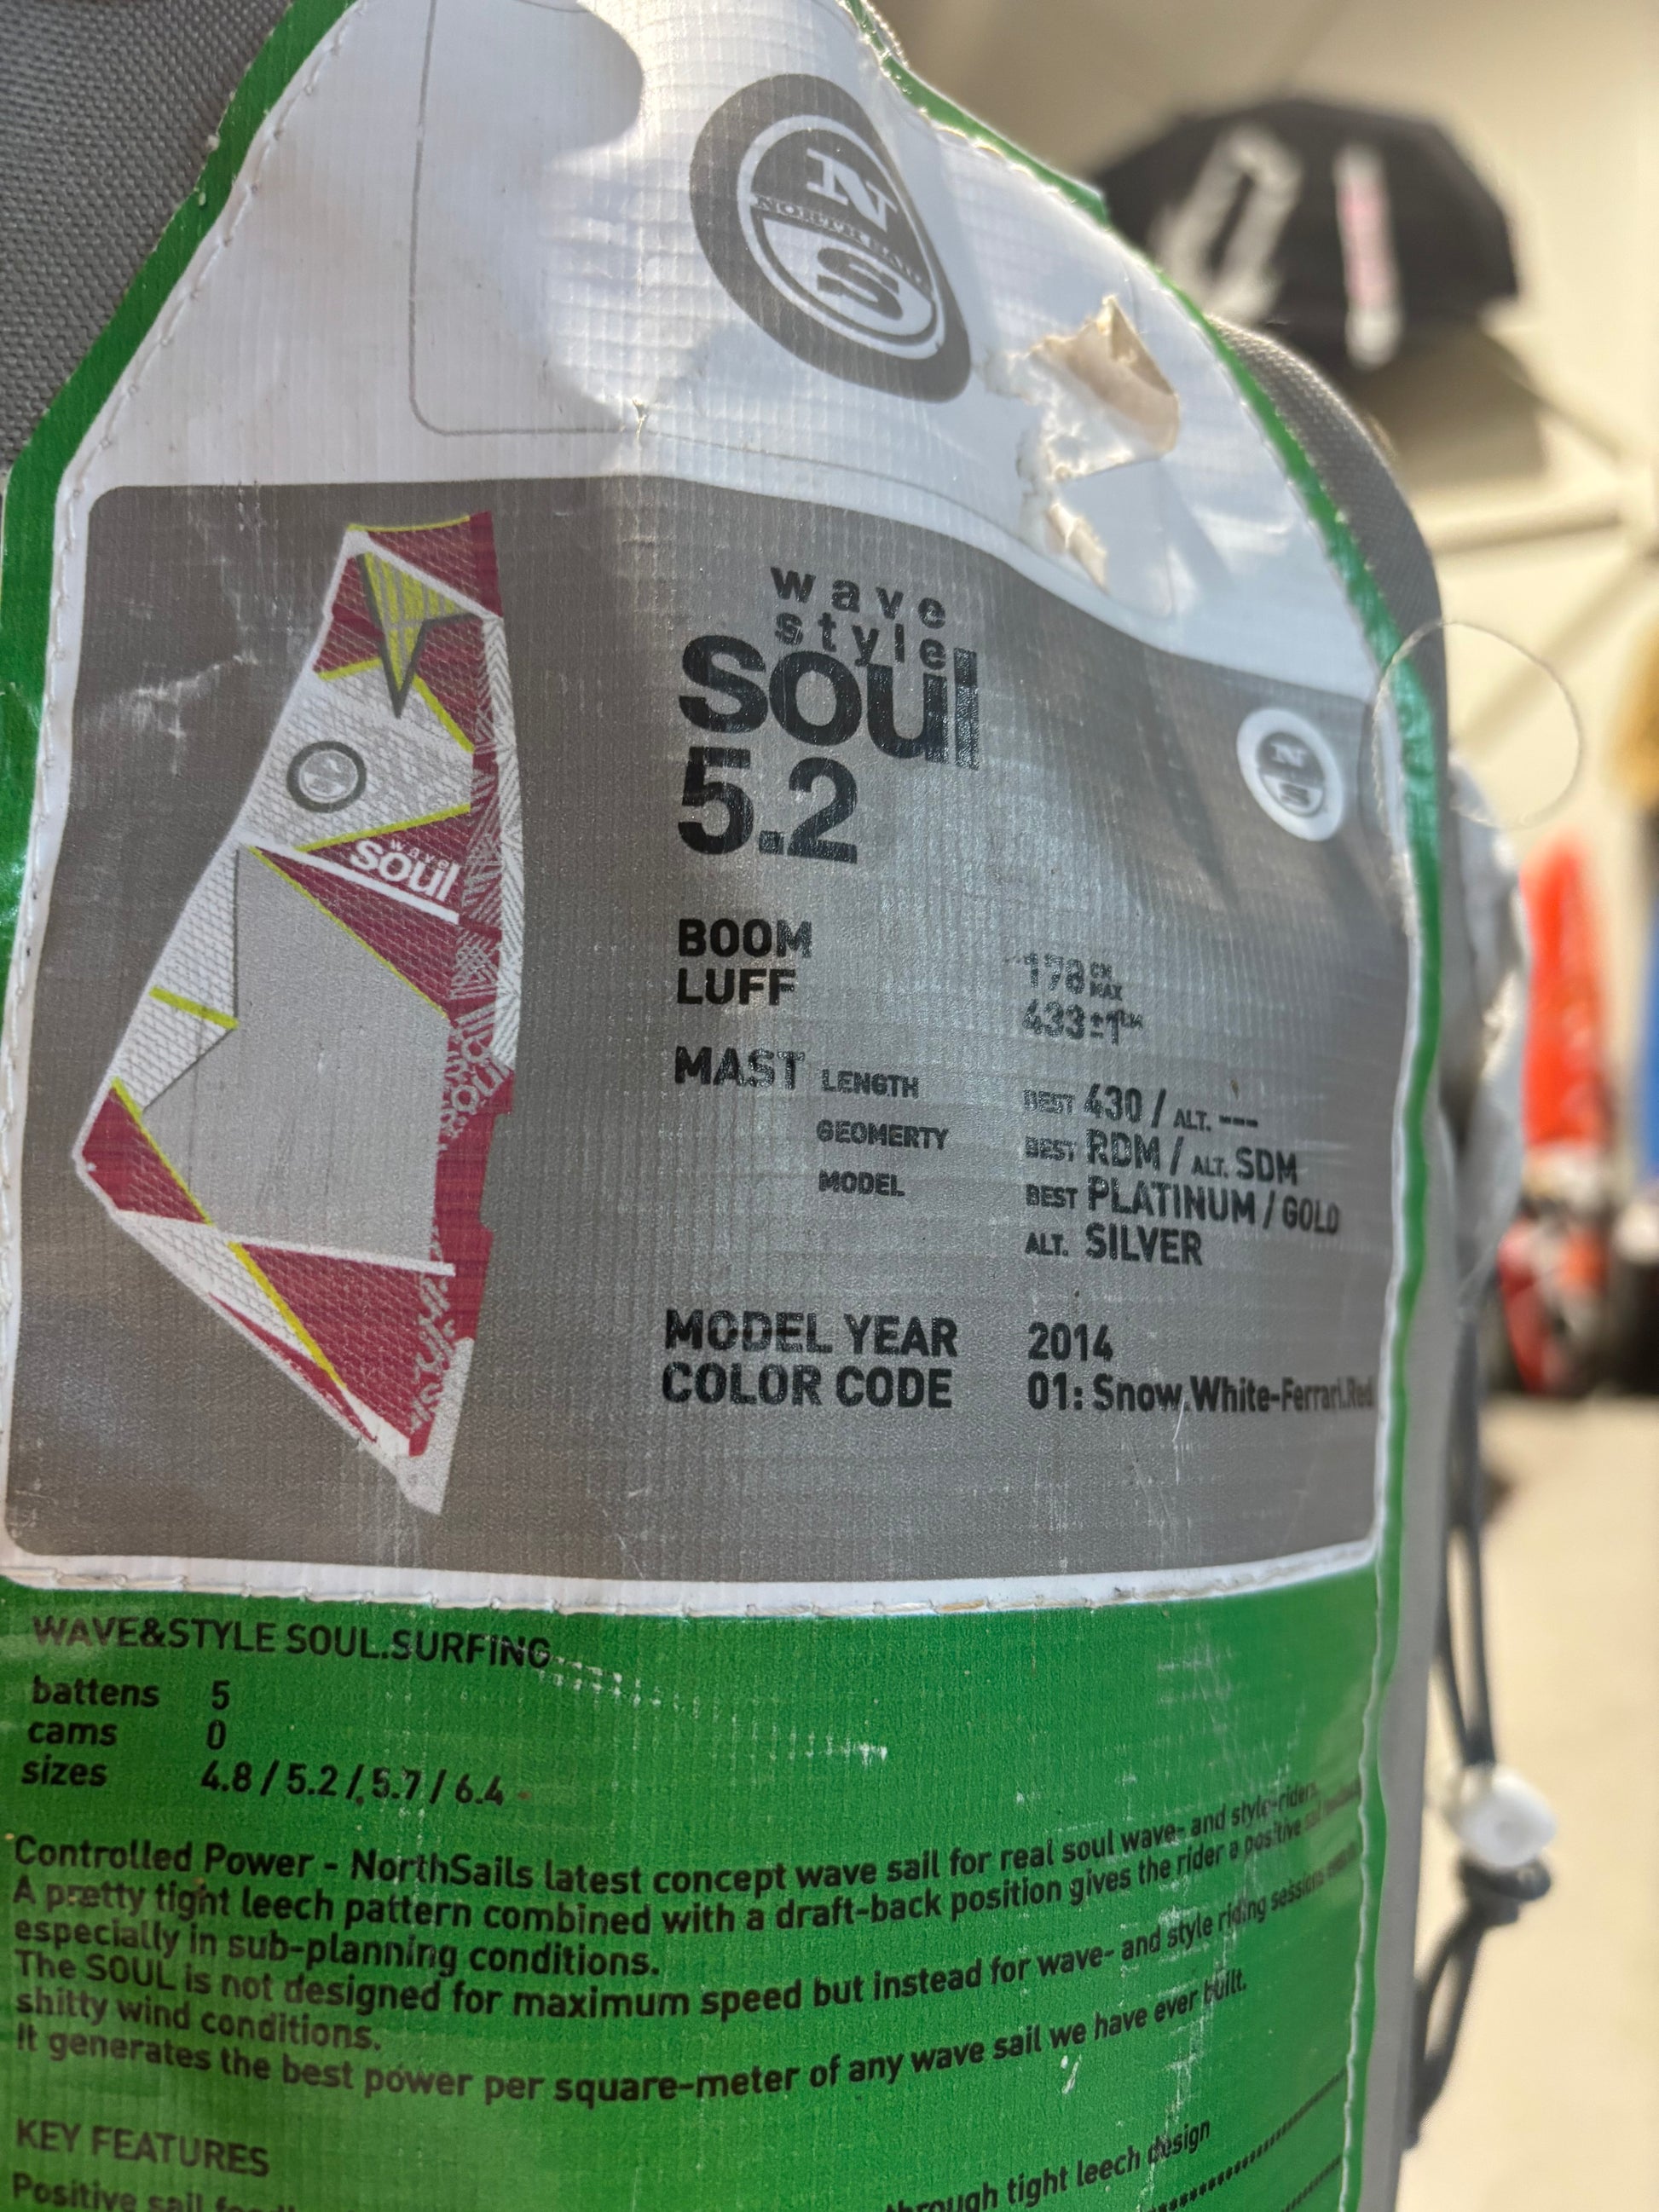 N
NORTH SAILS
S
wave
style
soul
5.2
N
S
wave
soul
BOOM 178 CM MAX
LUFF 433±1CM
MAST LENGTH BEST 430 / ALT. ---
GEOMERTY BEST RDM / ALT. SDM
MODEL BEST PLATINUM / GOLD
ALT. SILVER
MODEL YEAR 2014
COLOR CODE 01: Snow.White-Ferrari.Red
WAVE&STYLE SOUL.SURFING
battens 5
cams 0
sizes 4.8 / 5.2 / 5.7 / 6.4
Controlled Power - NorthSails latest concept wave sail for real soul wave- and style-riders.
A pretty tight leech pattern combined with a draft-back position gives the rider a positive sail
especially in sub-planning conditions.
The SOUL is not designed for maximum speed but instead for wave- and style riding sessions
shitty wind conditions.
It generates the best power per square-meter of any wave sail we have ever built.
KEY FEATURES
Positive sail
through tight leech design